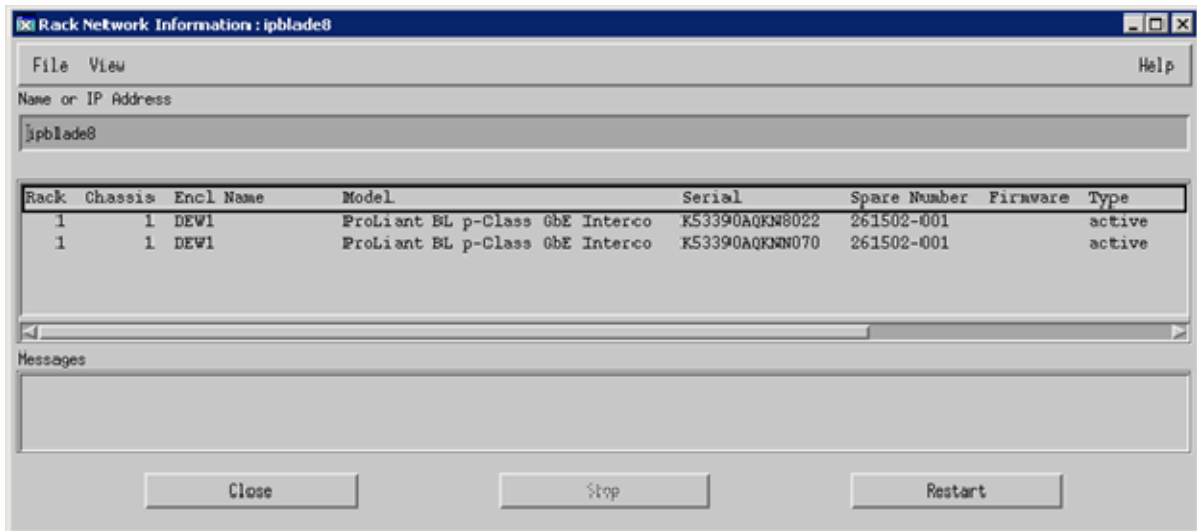 Rack Network Information : ipblade8
File View Help
Name or IP Address
ipblade8
Rack Chassis Encl Name Model Serial Spare Number Firmware Type
1 1 DEW1 ProLiant BL p-Class GbE Interco K53390AQKNW8022 261502-001 active
1 1 DEW1 ProLiant BL p-Class GbE Interco K53390AQKNN070 261502-001 active
Messages
Close Stop Restart